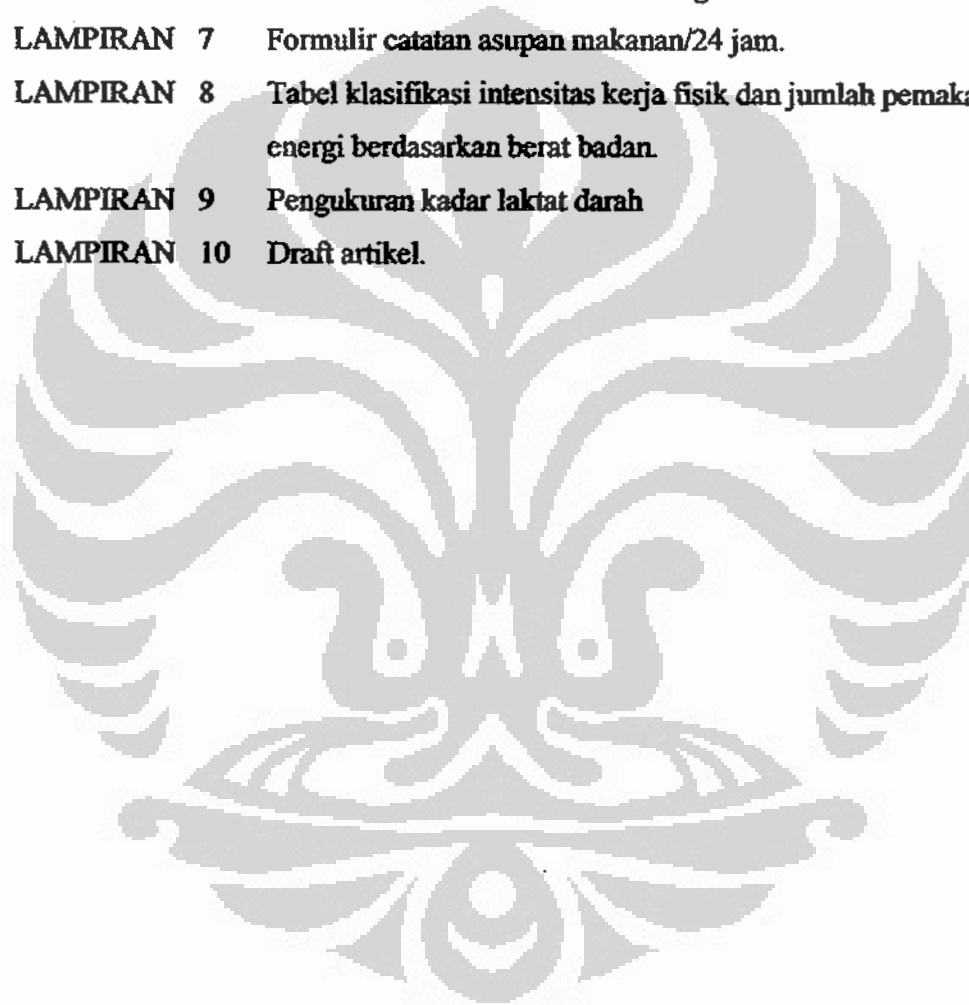 LAMPIRAN 7 Formulir catatan asupan makanan/24 jam.
LAMPIRAN 8 Tabel klasifikasi intensitas kerja fisik dan jumlah pemaka
energi berdasarkan berat badan.
LAMPIRAN 9 Pengukuran kadar laktat darah
LAMPIRAN 10 Draft artikel.